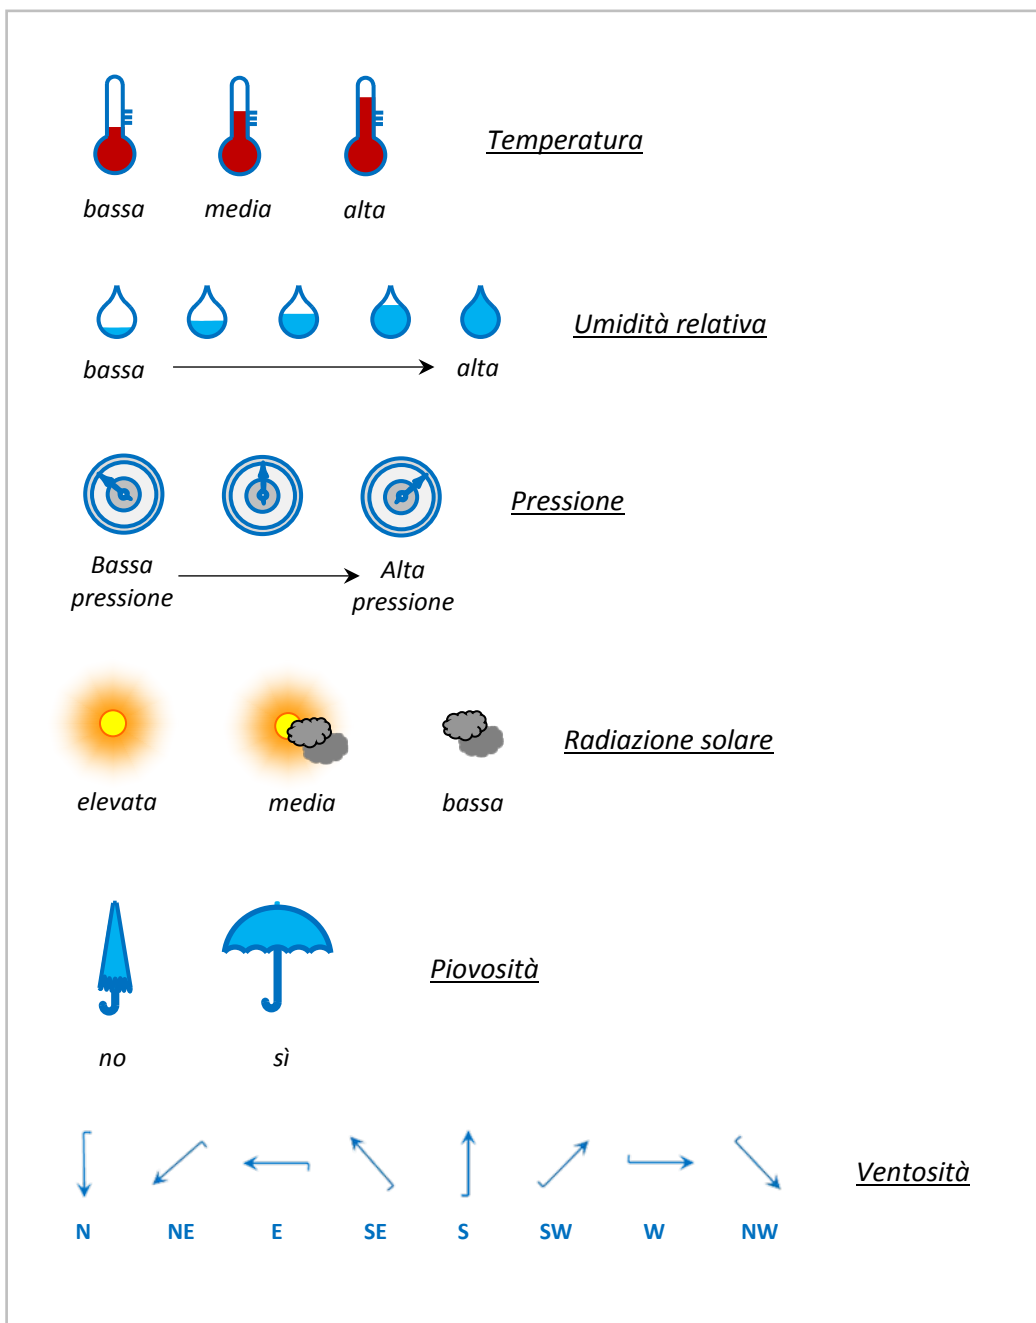 Temperatura
bassa media alta
Umidità relativa
bassa alta
Pressione
Bassa pressione
Alta pressione
Radiazione solare
elevata media bassa
Piovosità
no sì
Ventosità
N NE E SE S SW W NW